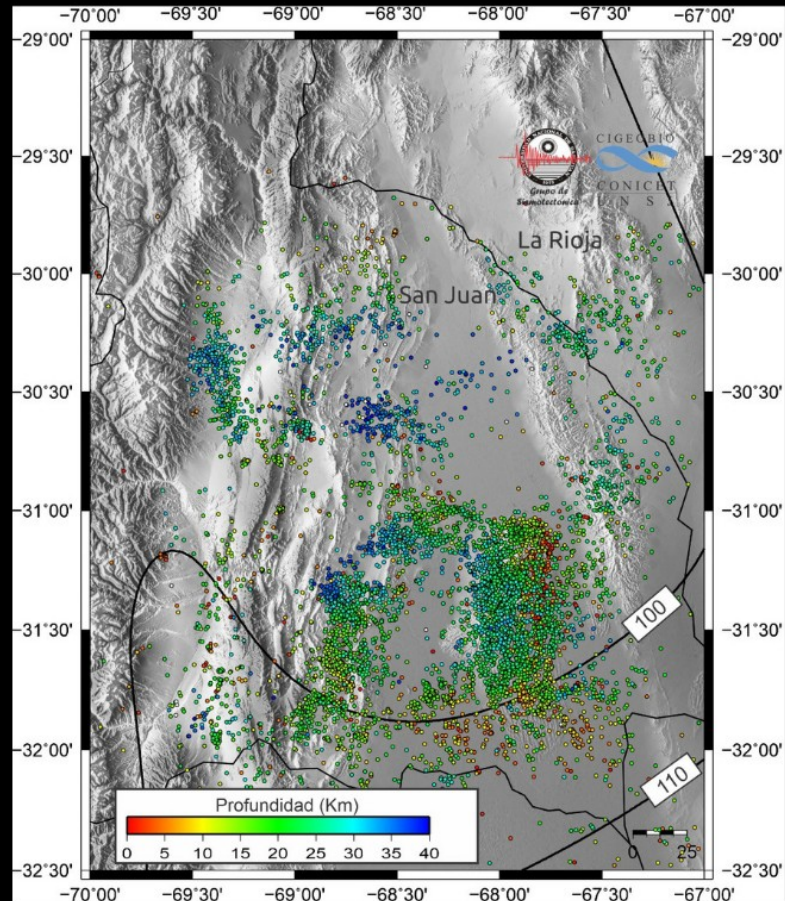 −70°00' −69°30' −69°00' −68°30' −68°00' −67°30' −67°00'
−29°00' −29°00'
−29°30' −29°30'
CIGEOBIO
CONICET
UNSJ
Grupo de
Sismotectonica
La Rioja
−30°00' −30°00'
San Juan
−30°30' −30°30'
−31°00' −31°00'
100
−31°30' −31°30'
−32°00' −32°00'
110
Profundidad (Km)
0 5 10 15 20 25 30 35 40
0 25
−32°30' −32°30'
−70°00' −69°30' −69°00' −68°30' −68°00' −67°30' −67°00'